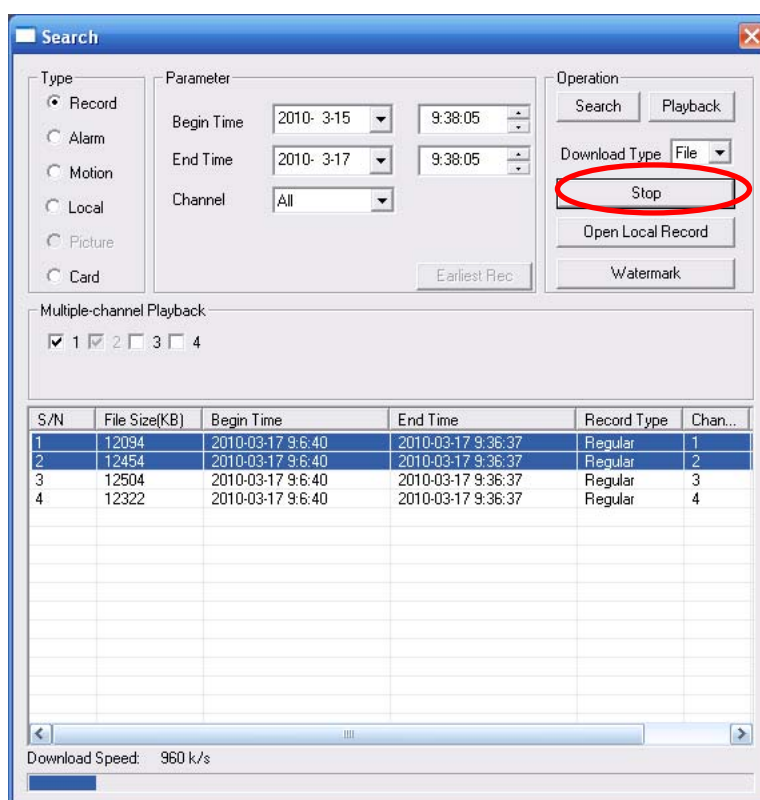 Search
Type
Record
Alarm
Motion
Local
Picture
Card
Parameter
Begin Time 2010- 3-15 9:38:05
End Time 2010- 3-17 9:38:05
Channel All
Earliest Rec
Operation
Search Playback
Download Type File
Stop
Open Local Record
Watermark
Multiple-channel Playback
1 2 3 4
S/N File Size(KB) Begin Time End Time Record Type Chan...
1 12094 2010-03-17 9:6:40 2010-03-17 9:36:37 Regular 1
2 12454 2010-03-17 9:6:40 2010-03-17 9:36:37 Regular 2
3 12504 2010-03-17 9:6:40 2010-03-17 9:36:37 Regular 3
4 12322 2010-03-17 9:6:40 2010-03-17 9:36:37 Regular 4
Download Speed: 960 k/s